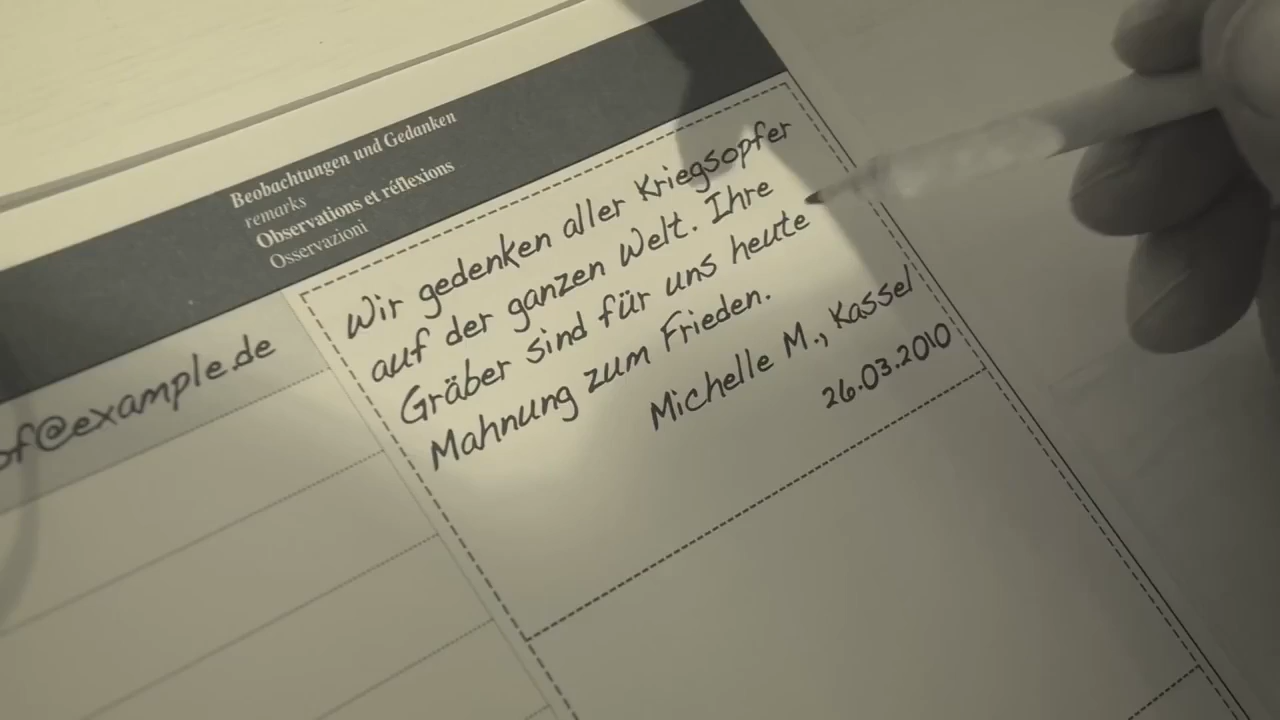 Beobachtungen und Gedanken
remarks
Observations et réflexions
Osservazioni
Wir gedenken aller Kriegsopfer
auf der ganzen Welt. Ihre
Gräber sind für uns heute
Mahnung zum Frieden.
Michelle M., Kassel
26.03.2010
of@example.de